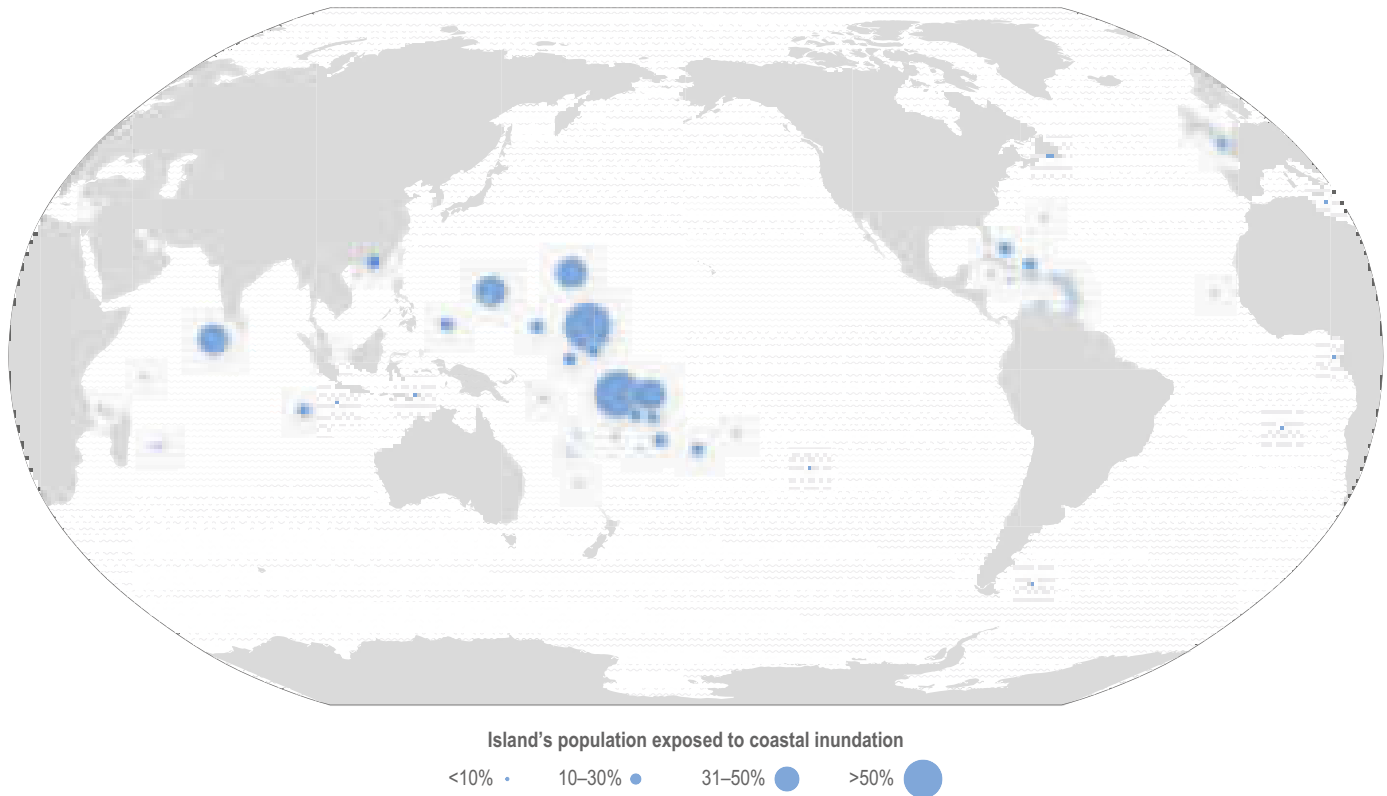 Island’s population exposed to coastal inundation
<10% 10–30% 31–50% >50%